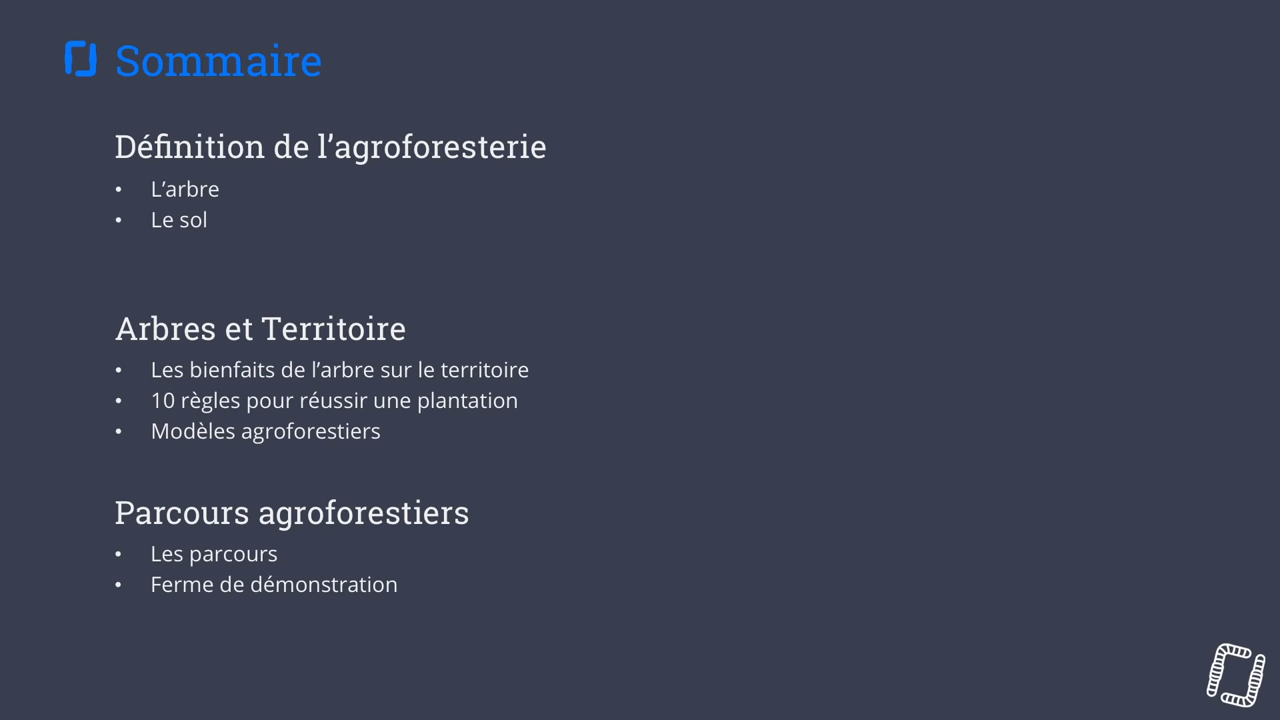 Sommaire
Définition de l’agroforesterie
• L’arbre
• Le sol
Arbres et Territoire
• Les bienfaits de l’arbre sur le territoire
• 10 règles pour réussir une plantation
• Modèles agroforestiers
Parcours agroforestiers
• Les parcours
• Ferme de démonstration